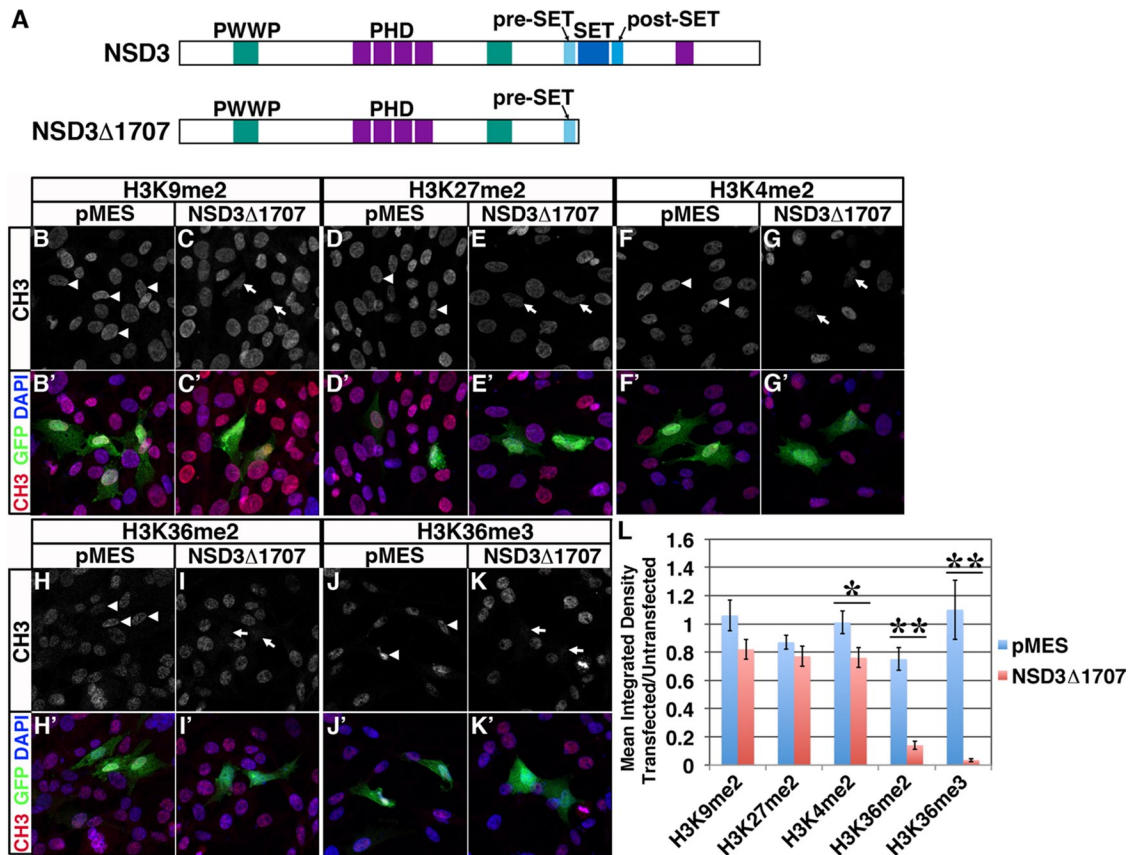 A
pre-SET SET post-SET
PWWP PHD
NSD3
pre-SET
PWWP PHD
NSD3Δ1707
H3K9me2 H3K27me2 H3K4me2
pMES NSD3Δ1707 pMES NSD3Δ1707 pMES NSD3Δ1707
CH3
B C D E F G
CH3 GFP DAPI
B' C' D' E' F' G'
H3K36me2 H3K36me3
pMES NSD3Δ1707 pMES NSD3Δ1707
CH3
H I J K
CH3 GFP DAPI
H' I' J' K'
L
Mean Integrated Density
Transfected/Untransfected
1.6
1.4
1.2
1
0.8
0.6
0.4
0.2
0
*
**
**
pMES
NSD3Δ1707
H3K9me2
H3K27me2
H3K4me2
H3K36me2
H3K36me3